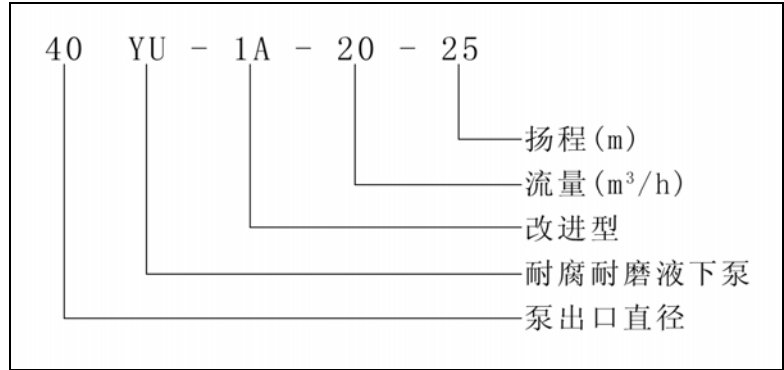 40 YU - 1A - 20 - 25
扬程(m)
流量(m³/h)
改进型
耐腐耐磨液下泵
泵出口直径